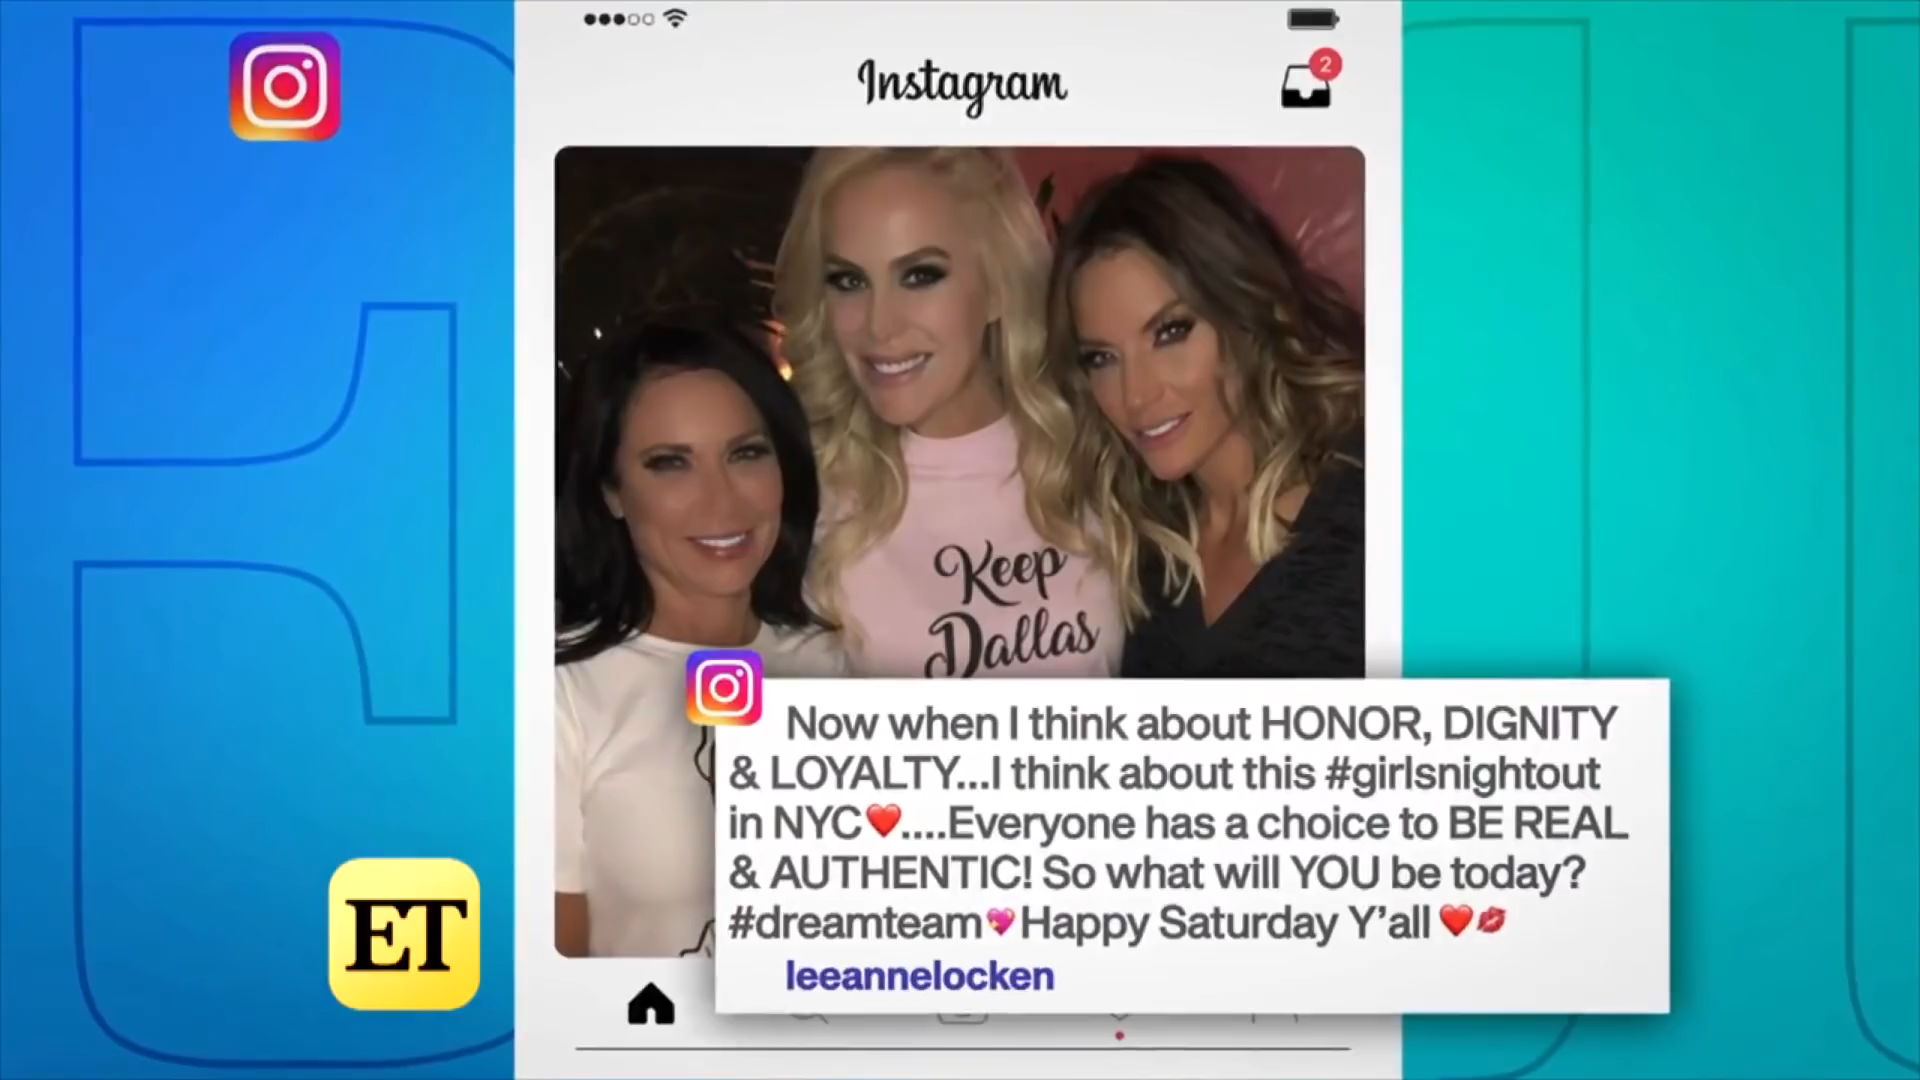 Instagram
2
Keep
Dallas
Now when I think about HONOR, DIGNITY
& LOYALTY...I think about this #girlsnightout
in NYC❤️....Everyone has a choice to BE REAL
& AUTHENTIC! So what will YOU be today?
#dreamteam💖Happy Saturday Y’all❤️💋
leeannelocken
ET